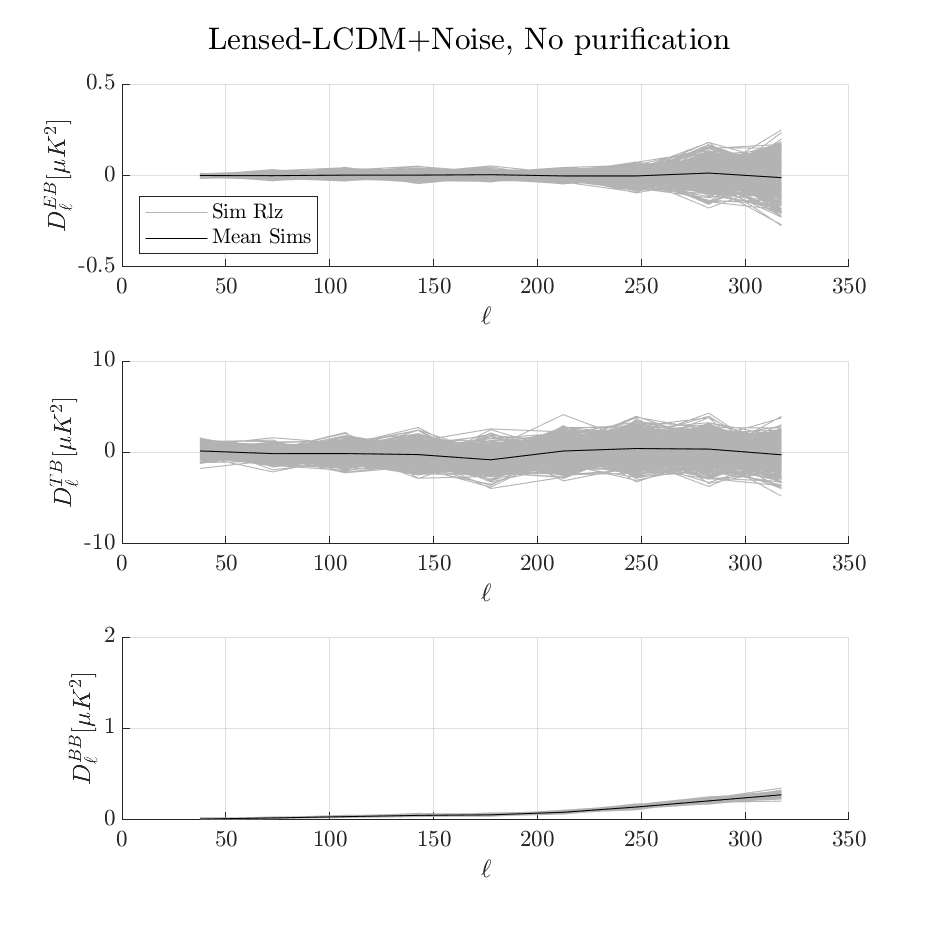 Lensed-LCDM+Noise, No purification
0.5
0
-0.5
D_ℓ^{EB}[μK^2]
Sim Rlz
Mean Sims
0 50 100 150 200 250 300 350
ℓ
10
0
-10
D_ℓ^{TB}[μK^2]
0 50 100 150 200 250 300 350
ℓ
2
1
0
D_ℓ^{BB}[μK^2]
0 50 100 150 200 250 300 350
ℓ